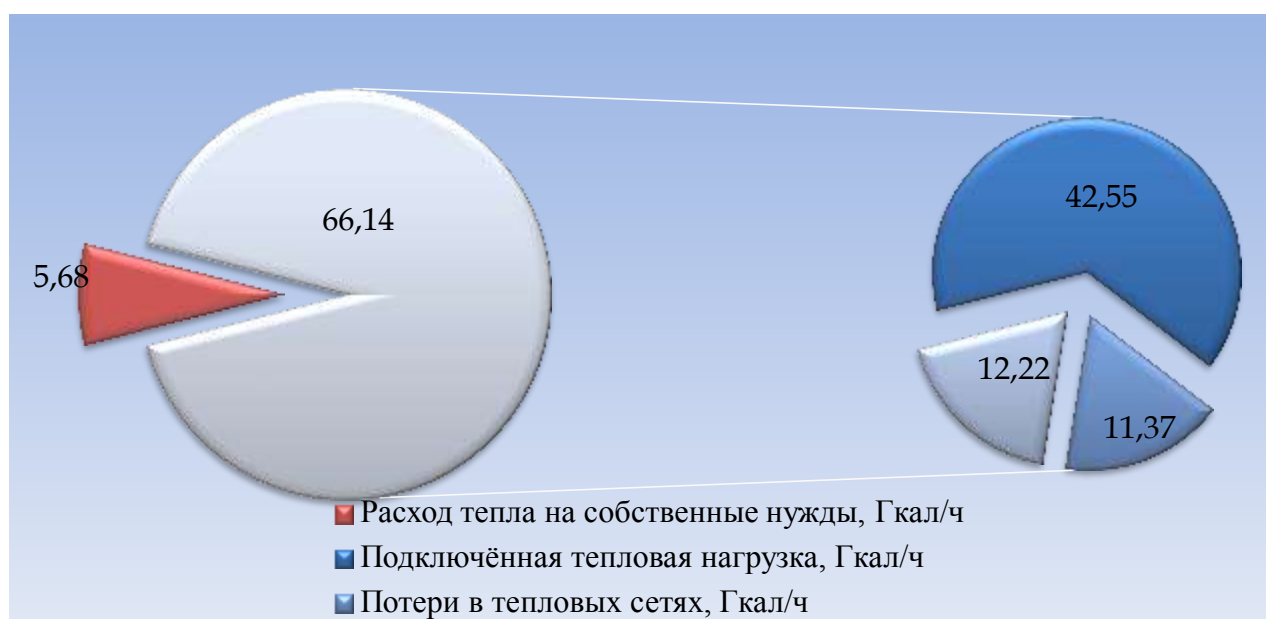 66,14
5,68
42,55
12,22
11,37
Расход тепла на собственные нужды, Гкал/ч
Подключённая тепловая нагрузка, Гкал/ч
Потери в тепловых сетях, Гкал/ч